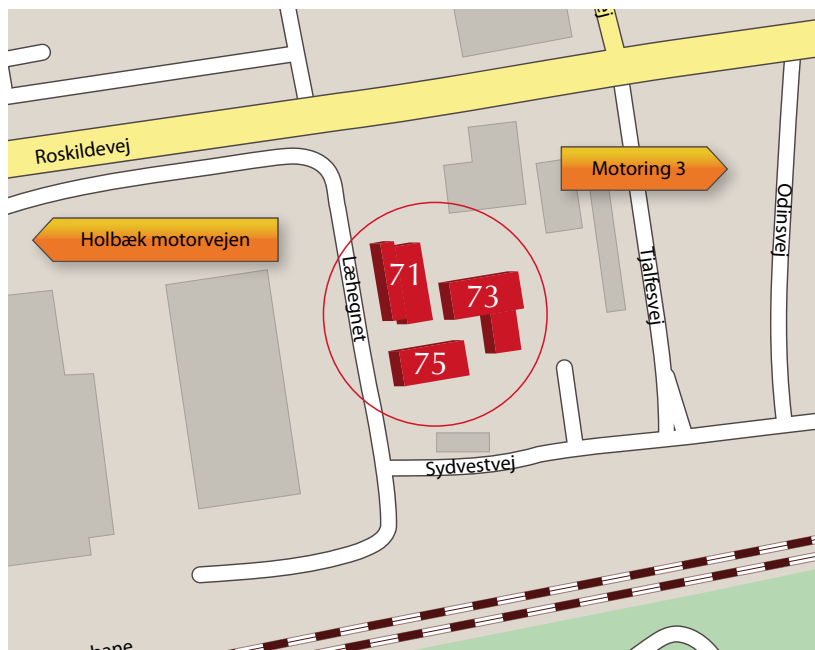 Roskildevej
Motoring 3
Odinsvej
Holbæk motorvejen
Læhegnet
71
73
Tjalfesvej
75
Sydvestvej